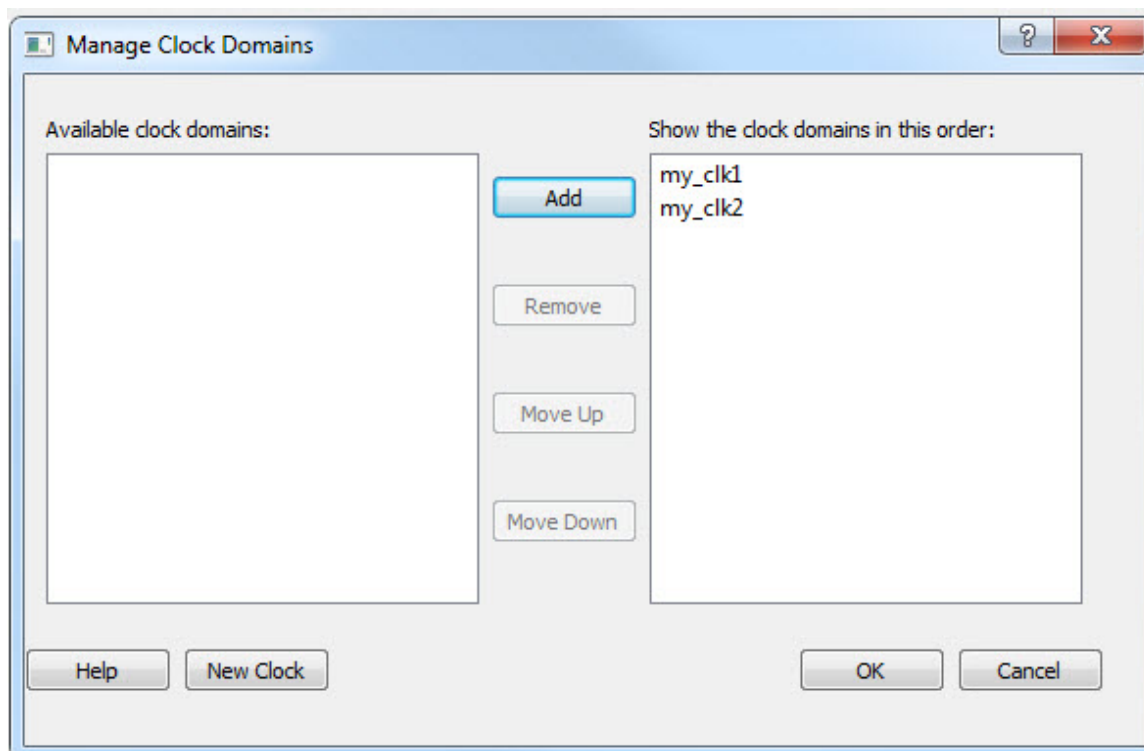 Manage Clock Domains
Available clock domains:
Show the clock domains in this order:
Add
Remove
Move Up
Move Down
my_clk1
my_clk2
Help
New Clock
OK
Cancel